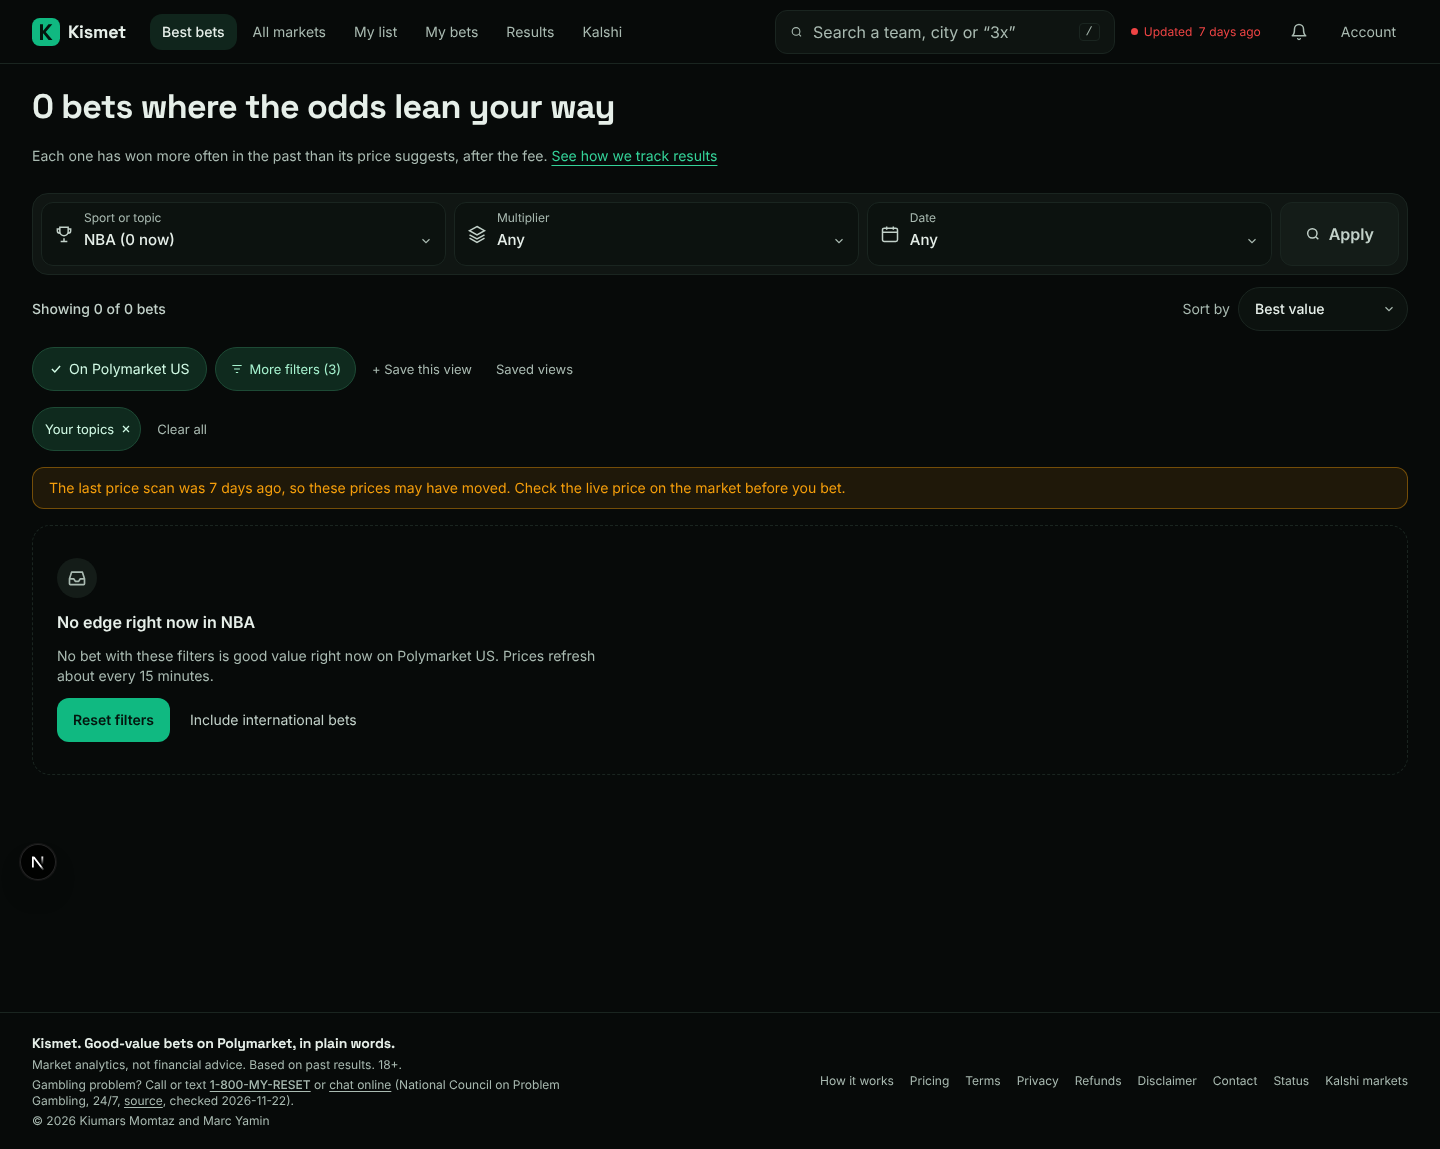 Kismet
Best bets
All markets
My list
My bets
Results
Kalshi
Search a team, city or “3x”
/
Updated 7 days ago
Account
0 bets where the odds lean your way
Each one has won more often in the past than its price suggests, after the fee. See how we track results
Sport or topic
NBA (0 now)
Multiplier
Any
Date
Any
Apply
Showing 0 of 0 bets
Sort by
Best value
On Polymarket US
More filters (3)
+ Save this view
Saved views
Your topics ×
Clear all
The last price scan was 7 days ago, so these prices may have moved. Check the live price on the market before you bet.
No edge right now in NBA
No bet with these filters is good value right now on Polymarket US. Prices refresh
about every 15 minutes.
Reset filters
Include international bets
N
Kismet. Good-value bets on Polymarket, in plain words.
Market analytics, not financial advice. Based on past results. 18+.
Gambling problem? Call or text 1-800-MY-RESET or chat online (National Council on Problem
Gambling, 24/7, source, checked 2026-11-22).
© 2026 Kiumars Momtaz and Marc Yamin
How it works
Pricing
Terms
Privacy
Refunds
Disclaimer
Contact
Status
Kalshi markets